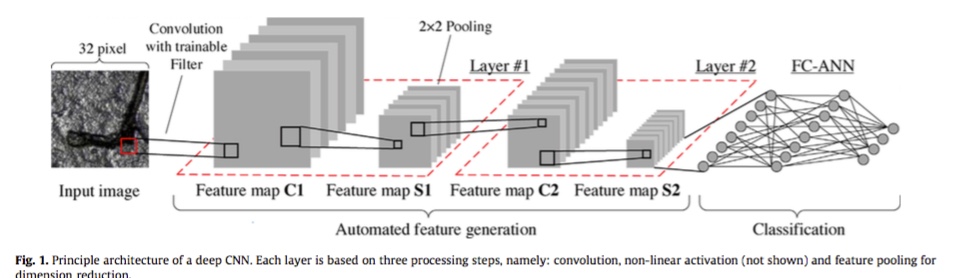 Convolution
with trainable
Filter
32 pixel
2×2 Pooling
Layer #1
Layer #2
FC-ANN
Input image
Feature map C1
Feature map S1
Feature map C2
Feature map S2
Automated feature generation
Classification
Fig. 1. Principle architecture of a deep CNN. Each layer is based on three processing steps, namely: convolution, non-linear activation (not shown) and feature pooling for
dimension reduction.